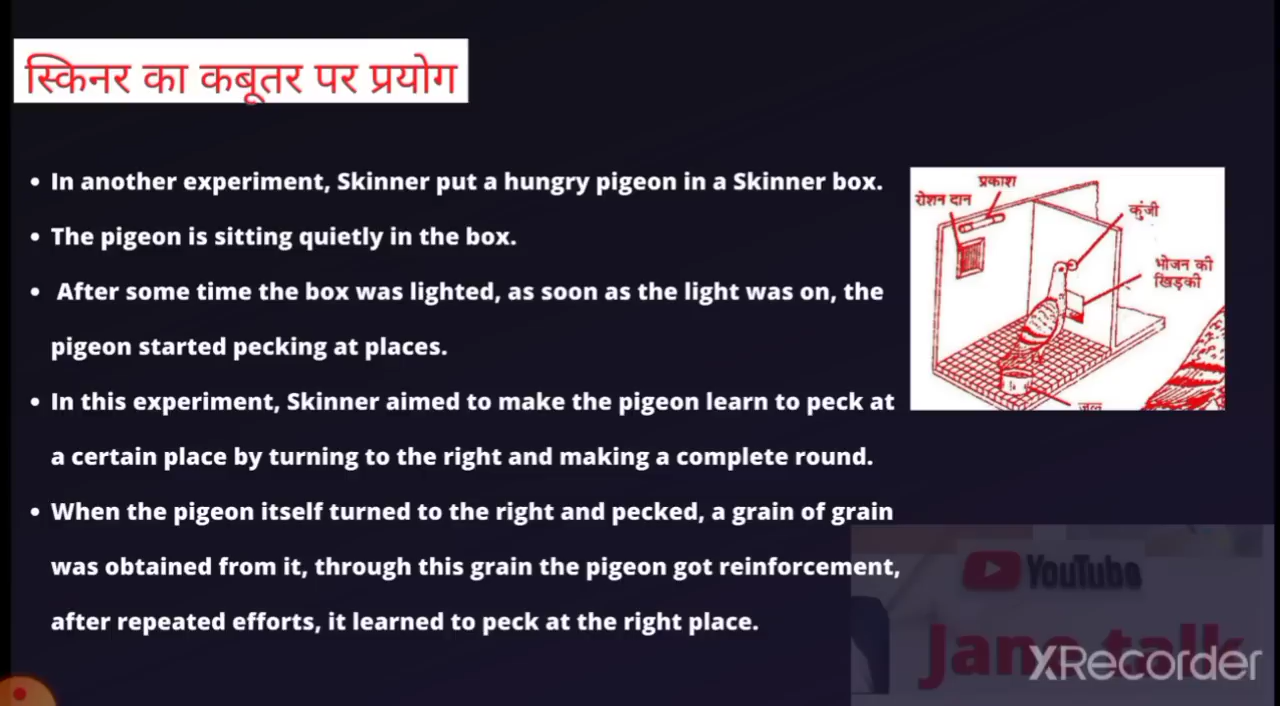 स्किनर का कबूतर पर प्रयोग
• In another experiment, Skinner put a hungry pigeon in a Skinner box.
• The pigeon is sitting quietly in the box.
• After some time the box was lighted, as soon as the light was on, the
pigeon started pecking at places.
• In this experiment, Skinner aimed to make the pigeon learn to peck at
a certain place by turning to the right and making a complete round.
• When the pigeon itself turned to the right and pecked, a grain of grain
was obtained from it, through this grain the pigeon got reinforcement,
after repeated efforts, it learned to peck at the right place.
प्रकाश
रोशन दान
कुंजी
भोजन की
खिड़की
जल
YouTube
talk
XRecorder